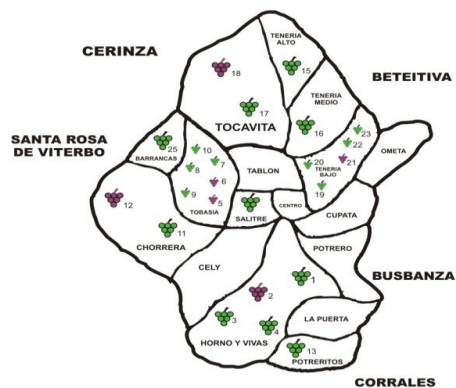 TENERIA
ALTO
CERINZA
18
15
BETEITIVA
TENERIA
MEDIO
17
TOCAVITA
16
23
22
SANTA ROSA
DE VITERBO
25
BARRANCAS
10
7
8
6
9
5
TOBASIA
TABLON
20
21
TENERIA
BAJO
19
OMETA
12
11
CHORRERA
SALITRE
CENTRO
CUPATA
CELY
POTRERO
1
BUSBANZA
2
3
4
LA PUERTA
HORNO Y VIVAS
13
POTRERITOS
CORRALES